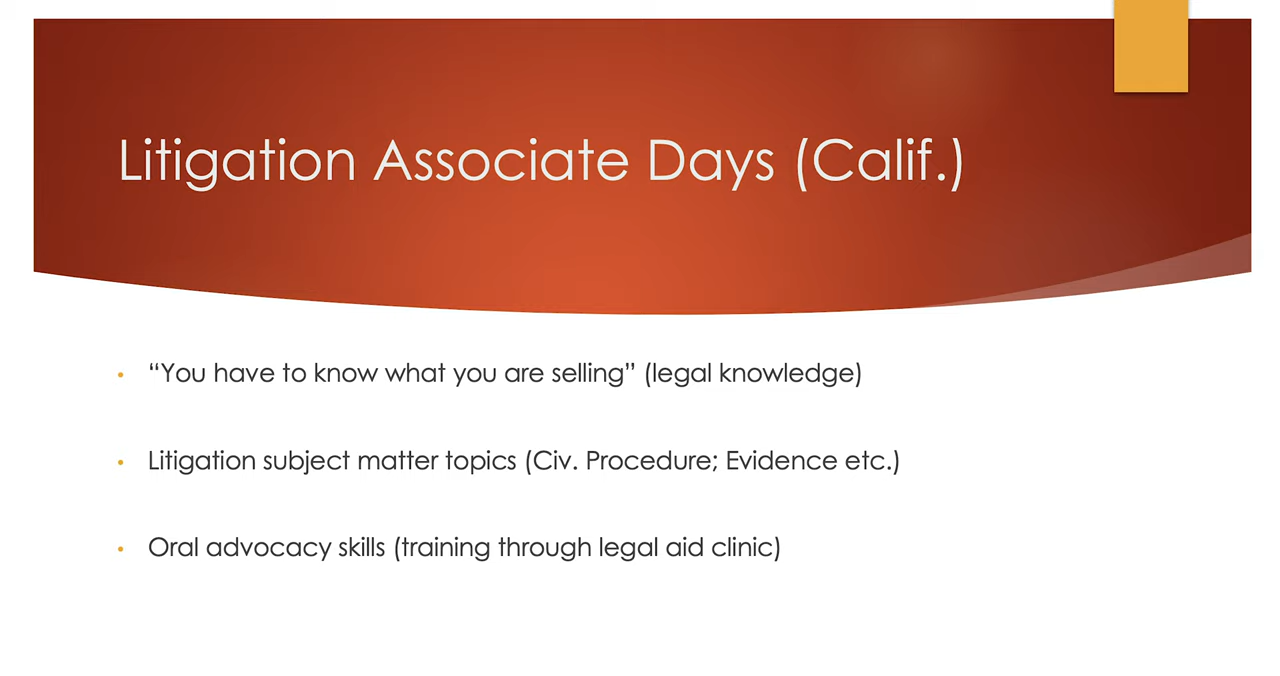 Litigation Associate Days (Calif.)
• “You have to know what you are selling” (legal knowledge)
• Litigation subject matter topics (Civ. Procedure; Evidence etc.)
• Oral advocacy skills (training through legal aid clinic)